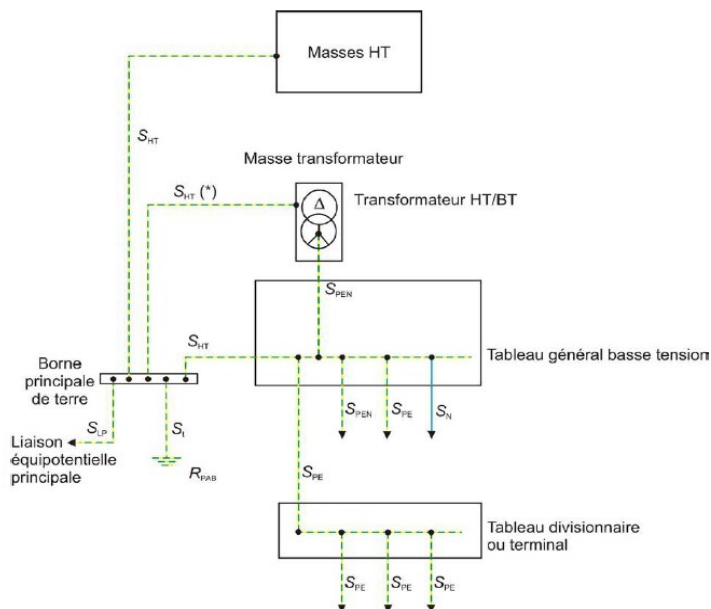 Masses HT
S_HT
Masse transformateur
S_HT (*)
Transformateur HT/BT
Δ
S_PEN
S_HT
Borne
principale
de terre
Tableau général basse tension
S_PEN
S_PE
S_N
S_LP
S_t
Liaison
équipotentielle
principale
R_PAB
S_PE
Tableau divisionnaire
ou terminal
S_PE
S_PE
S_PE